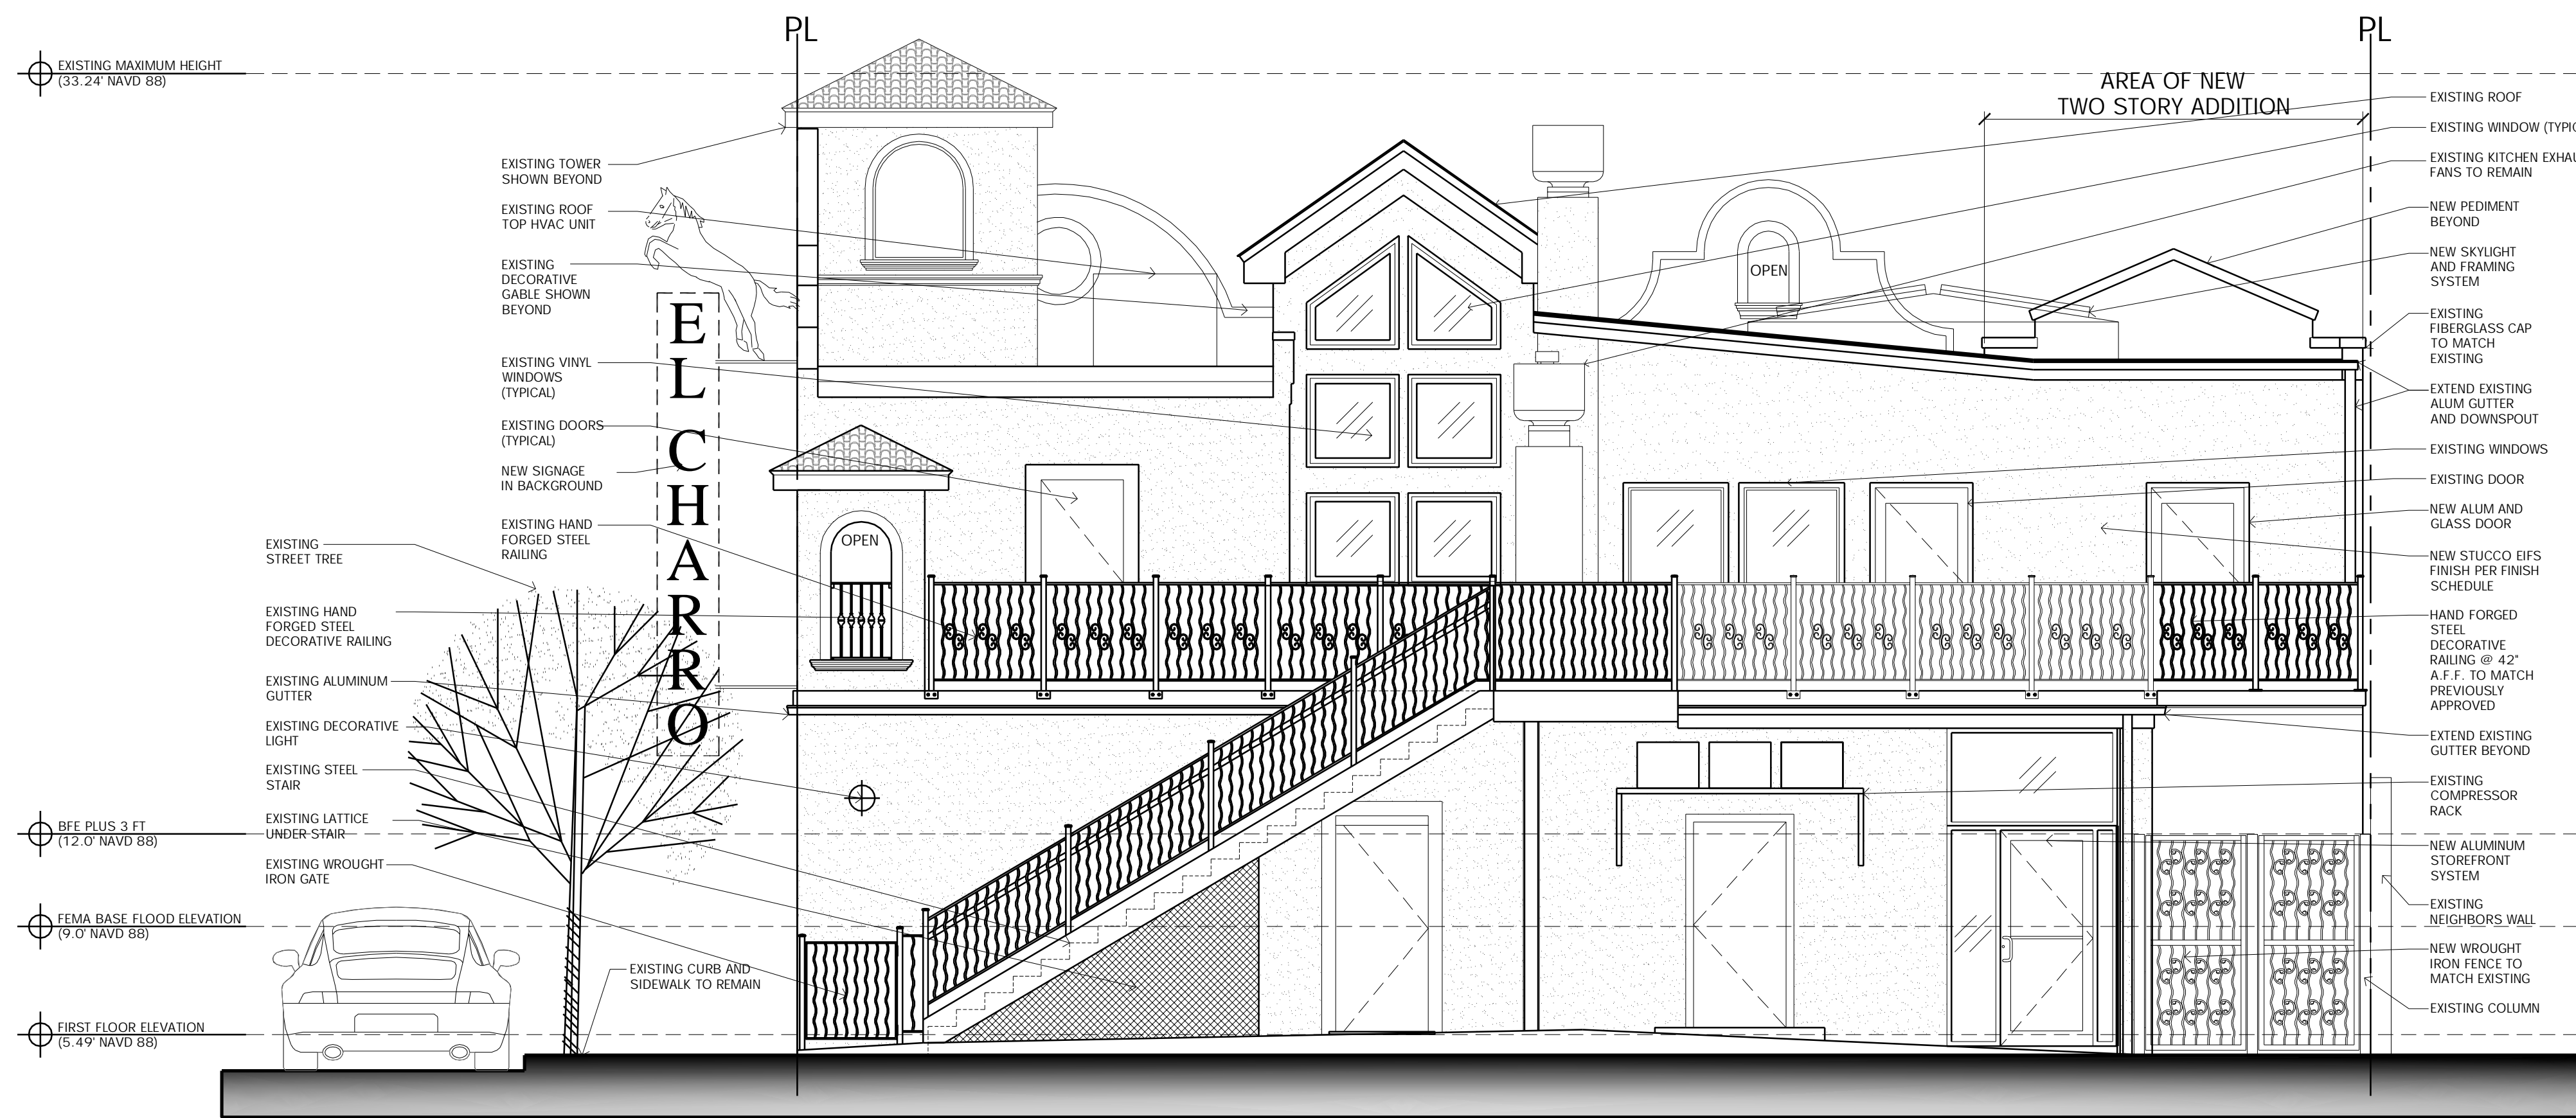 PL
PL
EXISTING MAXIMUM HEIGHT
(33.24' NAVD 88)
AREA OF NEW
TWO STORY ADDITION
EXISTING TOWER
SHOWN BEYOND
EXISTING ROOF
TOP HVAC UNIT
EXISTING
DECORATIVE
GABLE SHOWN
BEYOND
EXISTING VINYL
WINDOWS
(TYPICAL)
EXISTING DOORS
(TYPICAL)
NEW SIGNAGE
IN BACKGROUND
EXISTING HAND
FORGED STEEL
RAILING
EXISTING
STREET TREE
EXISTING HAND
FORGED STEEL
DECORATIVE RAILING
EXISTING ALUMINUM
GUTTER
EXISTING DECORATIVE
LIGHT
EXISTING STEEL
STAIR
EXISTING LATTICE
UNDER STAIR
EXISTING WROUGHT
IRON GATE
BFE PLUS 3 FT
(12.0' NAVD 88)
FEMA BASE FLOOD ELEVATION
(9.0' NAVD 88)
FIRST FLOOR ELEVATION
(5.49' NAVD 88)
EXISTING CURB AND
SIDEWALK TO REMAIN
EL CHARRO
OPEN
OPEN
EXISTING ROOF
EXISTING WINDOW (TYPIC
EXISTING KITCHEN EXHAU
FANS TO REMAIN
NEW PEDIMENT
BEYOND
NEW SKYLIGHT
AND FRAMING
SYSTEM
EXISTING
FIBERGLASS CAP
TO MATCH
EXISTING
EXTEND EXISTING
ALUM GUTTER
AND DOWNSPOUT
EXISTING WINDOWS
EXISTING DOOR
NEW ALUM AND
GLASS DOOR
NEW STUCCO EIFS
FINISH PER FINISH
SCHEDULE
HAND FORGED
STEEL
DECORATIVE
RAILING @ 42"
A.F.F. TO MATCH
PREVIOUSLY
APPROVED
EXTEND EXISTING
GUTTER BEYOND
EXISTING
COMPRESSOR
RACK
NEW ALUMINUM
STOREFRONT
SYSTEM
EXISTING
NEIGHBORS WALL
NEW WROUGHT
IRON FENCE TO
MATCH EXISTING
EXISTING COLUMN